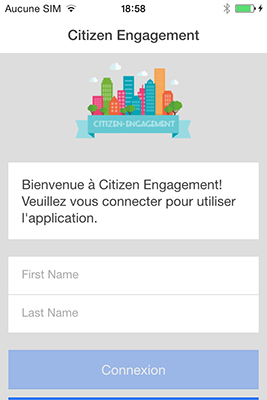 Aucune SIM 18:58
Citizen Engagement
CITIZEN-ENGAGEMENT
Bienvenue à Citizen Engagement!
Veuillez vous connecter pour utiliser
l'application.
First Name
Last Name
Connexion